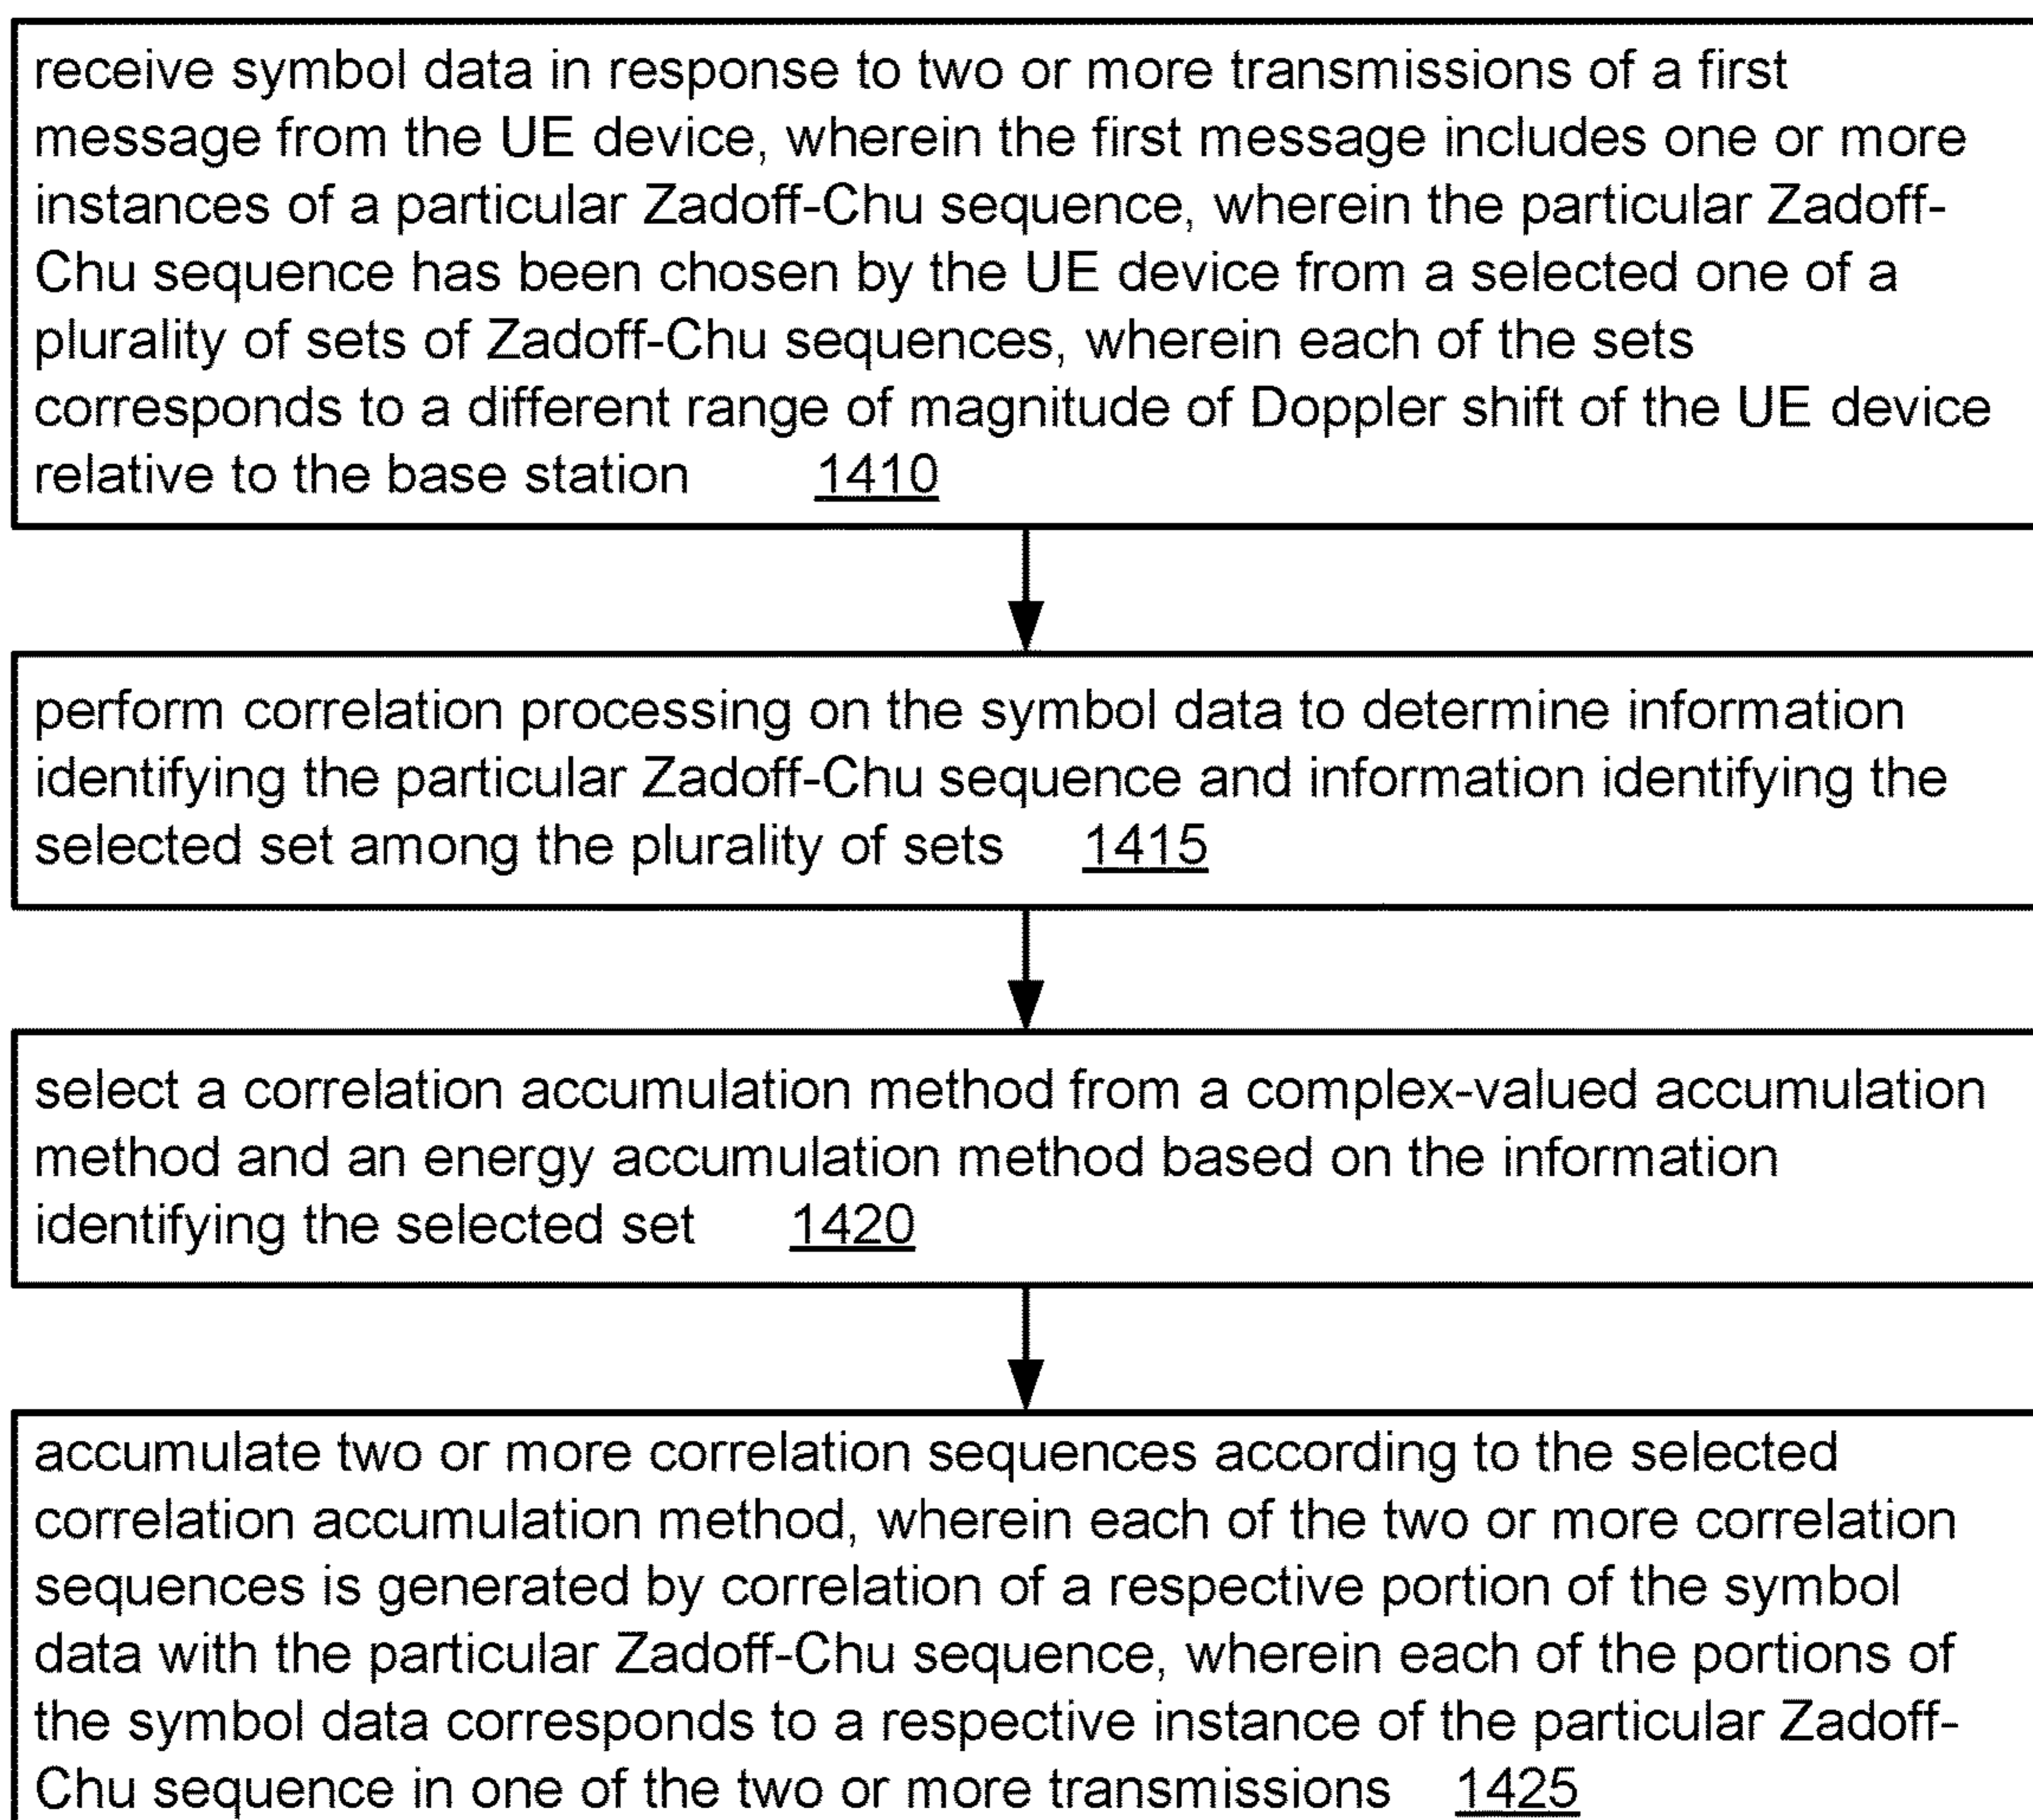 receive symbol data in response to two or more transmissions of a first
message from the UE device, wherein the first message includes one or more
instances of a particular Zadoff-Chu sequence, wherein the particular Zadoff-
Chu sequence has been chosen by the UE device from a selected one of a
plurality of sets of Zadoff-Chu sequences, wherein each of the sets
corresponds to a different range of magnitude of Doppler shift of the UE device
relative to the base station 1410
perform correlation processing on the symbol data to determine information
identifying the particular Zadoff-Chu sequence and information identifying the
selected set among the plurality of sets 1415
select a correlation accumulation method from a complex-valued accumulation
method and an energy accumulation method based on the information
identifying the selected set 1420
accumulate two or more correlation sequences according to the selected
correlation accumulation method, wherein each of the two or more correlation
sequences is generated by correlation of a respective portion of the symbol
data with the particular Zadoff-Chu sequence, wherein each of the portions of
the symbol data corresponds to a respective instance of the particular Zadoff-
Chu sequence in one of the two or more transmissions 1425